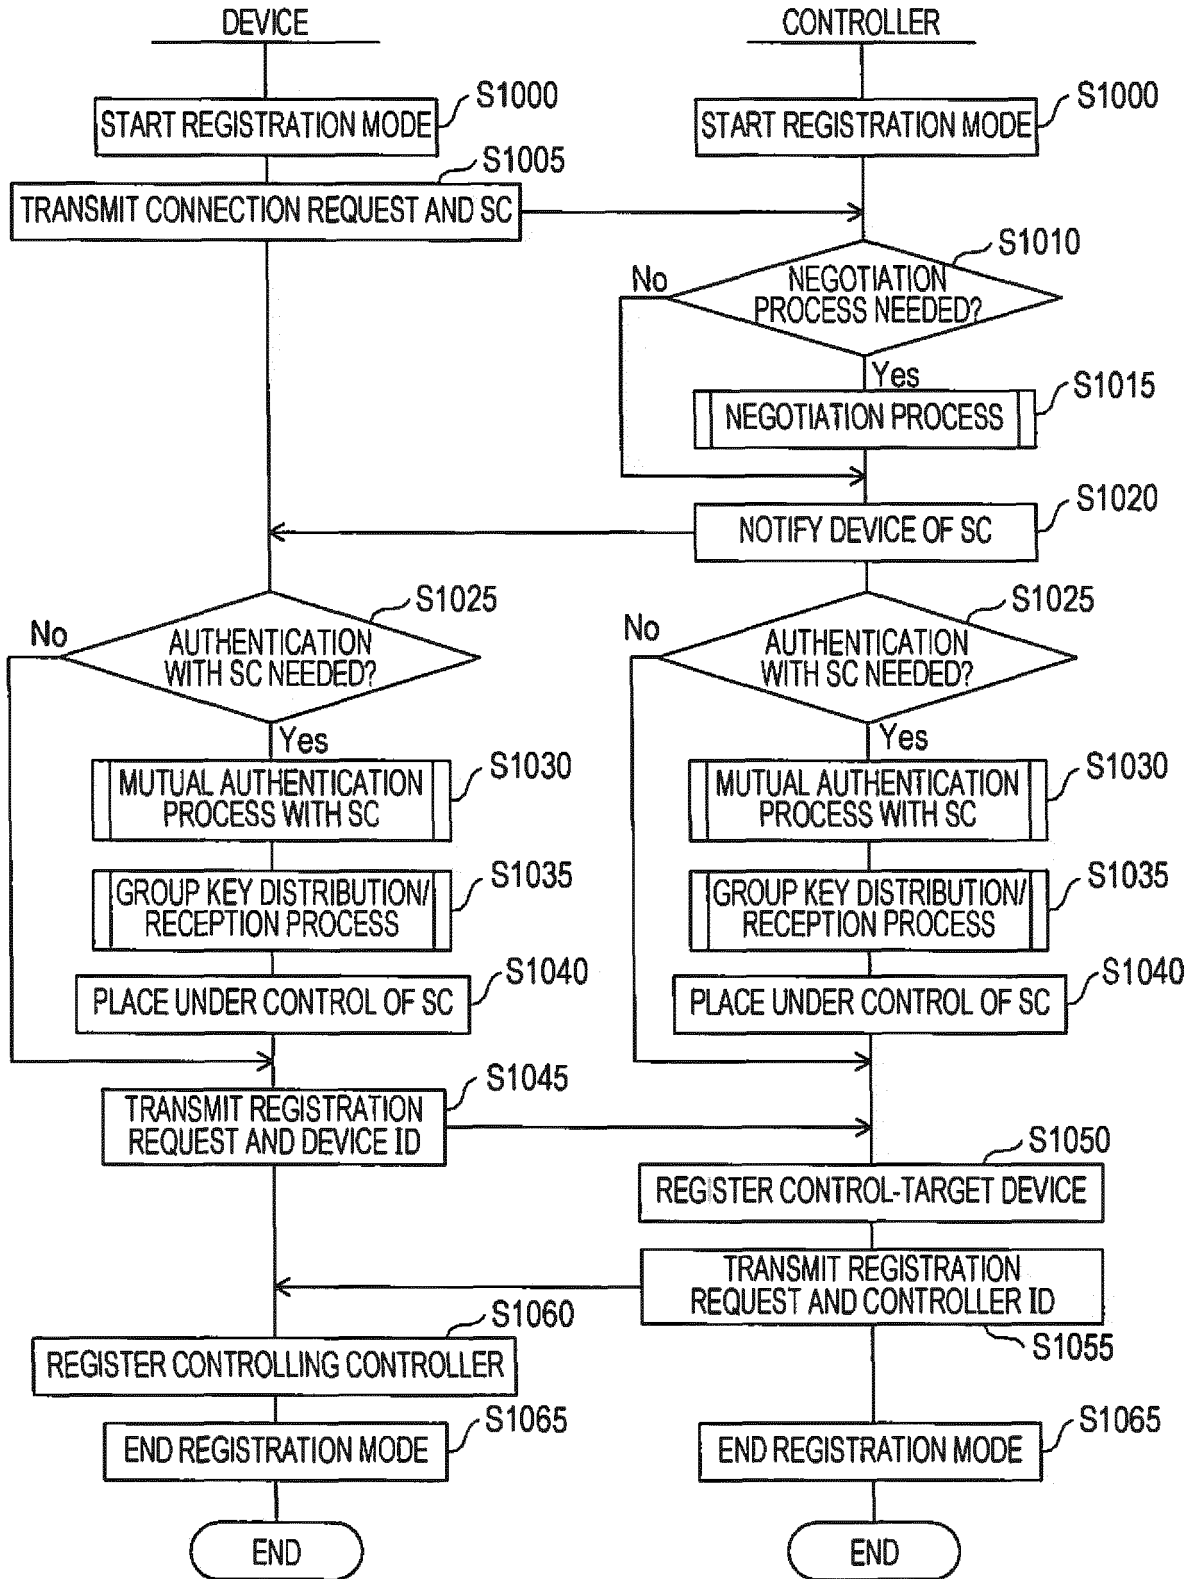 DEVICE
CONTROLLER
S1000
START REGISTRATION MODE
S1000
START REGISTRATION MODE
S1005
TRANSMIT CONNECTION REQUEST AND SC
S1010
No
NEGOTIATION
PROCESS NEEDED?
Yes
S1015
NEGOTIATION PROCESS
S1020
NOTIFY DEVICE OF SC
S1025
No
AUTHENTICATION
WITH SC NEEDED?
Yes
S1025
No
AUTHENTICATION
WITH SC NEEDED?
Yes
S1030
MUTUAL AUTHENTICATION
PROCESS WITH SC
S1030
MUTUAL AUTHENTICATION
PROCESS WITH SC
S1035
GROUP KEY DISTRIBUTION/
RECEPTION PROCESS
S1035
GROUP KEY DISTRIBUTION/
RECEPTION PROCESS
S1040
PLACE UNDER CONTROL OF SC
S1040
PLACE UNDER CONTROL OF SC
S1045
TRANSMIT REGISTRATION
REQUEST AND DEVICE ID
S1050
REGISTER CONTROL-TARGET DEVICE
TRANSMIT REGISTRATION
REQUEST AND CONTROLLER ID
S1055
S1060
REGISTER CONTROLLING CONTROLLER
S1065
END REGISTRATION MODE
S1065
END REGISTRATION MODE
END
END